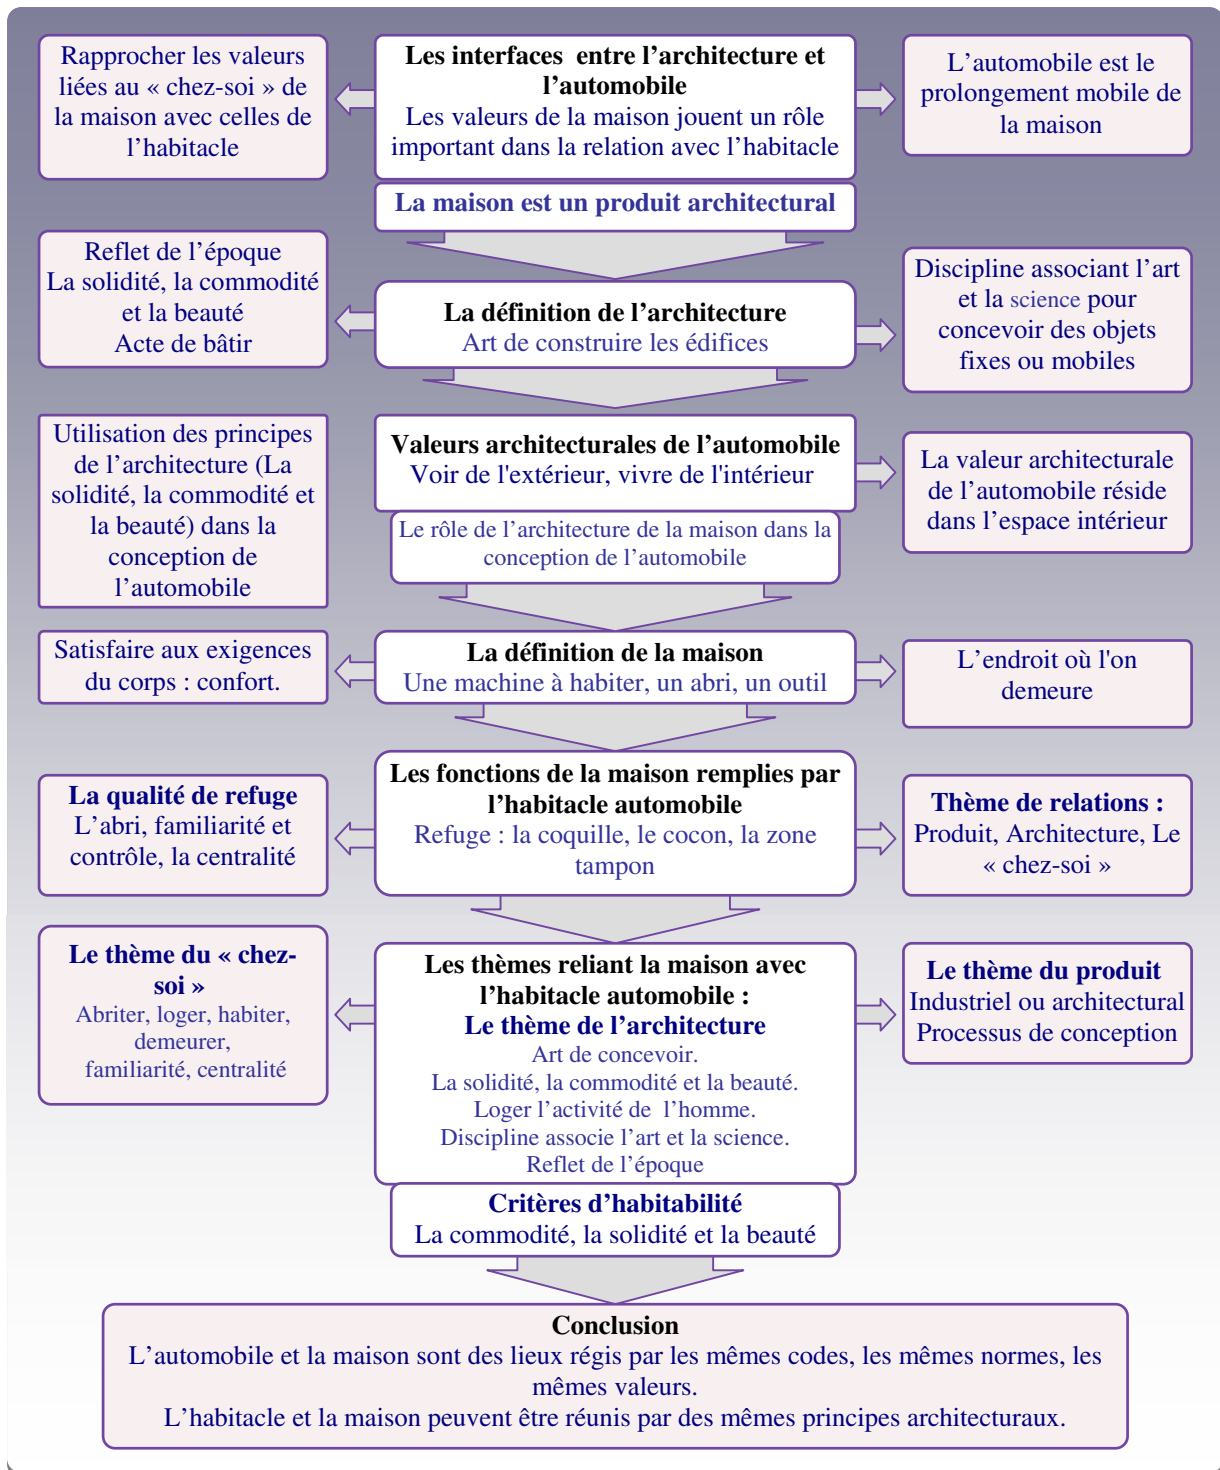 Rapprocher les valeurs
liées au « chez-soi » de
la maison avec celles de
l’habitacle
Les interfaces entre l’architecture et
l’automobile
Les valeurs de la maison jouent un rôle
important dans la relation avec l’habitacle
L’automobile est le
prolongement mobile de
la maison
La maison est un produit architectural
Reflet de l’époque
La solidité, la commodité
et la beauté
Acte de bâtir
La définition de l’architecture
Art de construire les édifices
Discipline associant l’art
et la science pour
concevoir des objets
fixes ou mobiles
Utilisation des principes
de l’architecture (La
solidité, la commodité et
la beauté) dans la
conception de
l’automobile
Valeurs architecturales de l’automobile
Voir de l'extérieur, vivre de l'intérieur
La valeur architecturale
de l’automobile réside
dans l’espace intérieur
Le rôle de l’architecture de la maison dans la
conception de l’automobile
Satisfaire aux exigences
du corps : confort.
La définition de la maison
Une machine à habiter, un abri, un outil
L’endroit où l'on
demeure
La qualité de refuge
L’abri, familiarité et
contrôle, la centralité
Les fonctions de la maison remplies par
l’habitacle automobile
Refuge : la coquille, le cocon, la zone
tampon
Thème de relations :
Produit, Architecture, Le
« chez-soi »
Le thème du « chez-
soi »
Abriter, loger, habiter,
demeurer,
familiarité, centralité
Les thèmes reliant la maison avec
l’habitacle automobile :
Le thème de l’architecture
Art de concevoir.
La solidité, la commodité et la beauté.
Loger l’activité de l’homme.
Discipline associe l’art et la science.
Reflet de l’époque
Le thème du produit
Industriel ou architectural
Processus de conception
Critères d’habitabilité
La commodité, la solidité et la beauté
Conclusion
L’automobile et la maison sont des lieux régis par les mêmes codes, les mêmes normes, les
mêmes valeurs.
L’habitacle et la maison peuvent être réunis par des mêmes principes architecturaux.